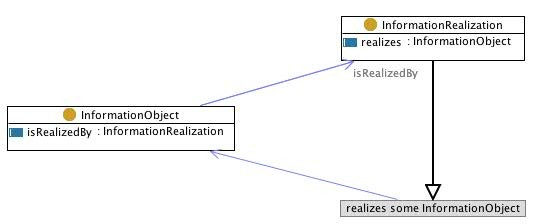 InformationRealization
realizes : InformationObject
isRealizedBy
InformationObject
isRealizedBy : InformationRealization
realizes some InformationObject